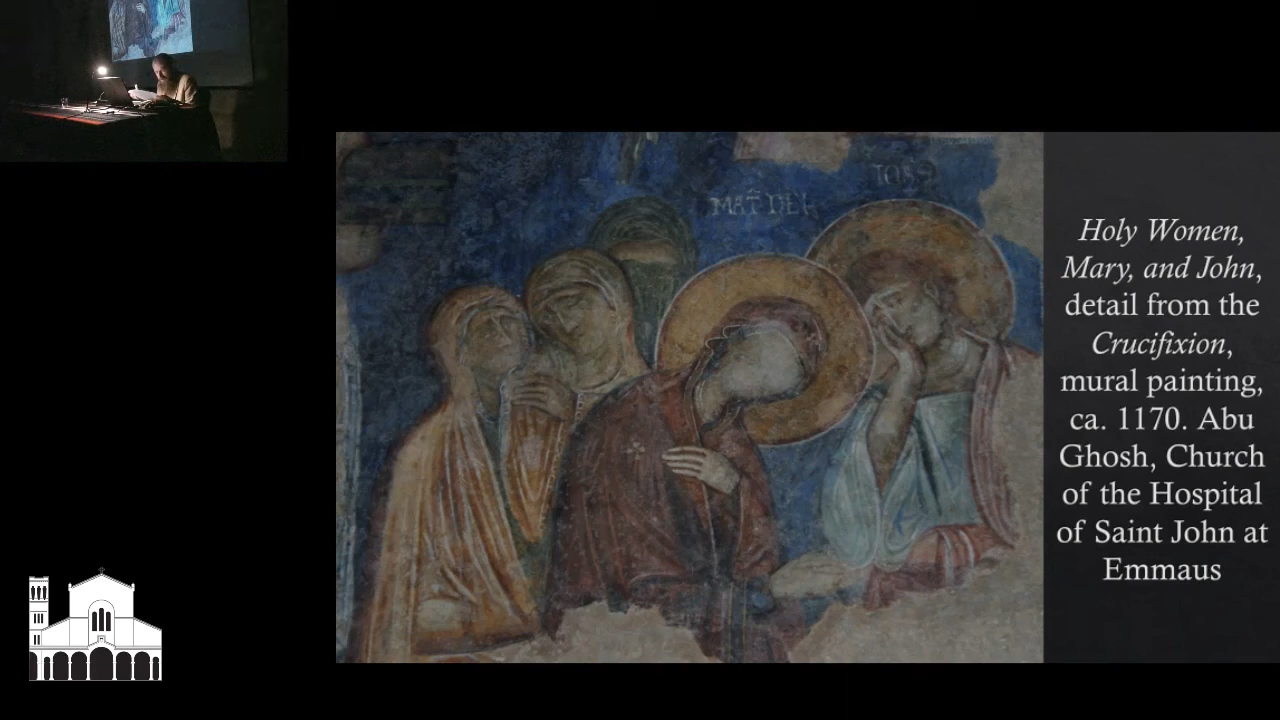 Holy Women,
Mary, and John,
detail from the
Crucifixion,
mural painting,
ca. 1170. Abu
Ghosh, Church
of the Hospital
of Saint John at
Emmaus